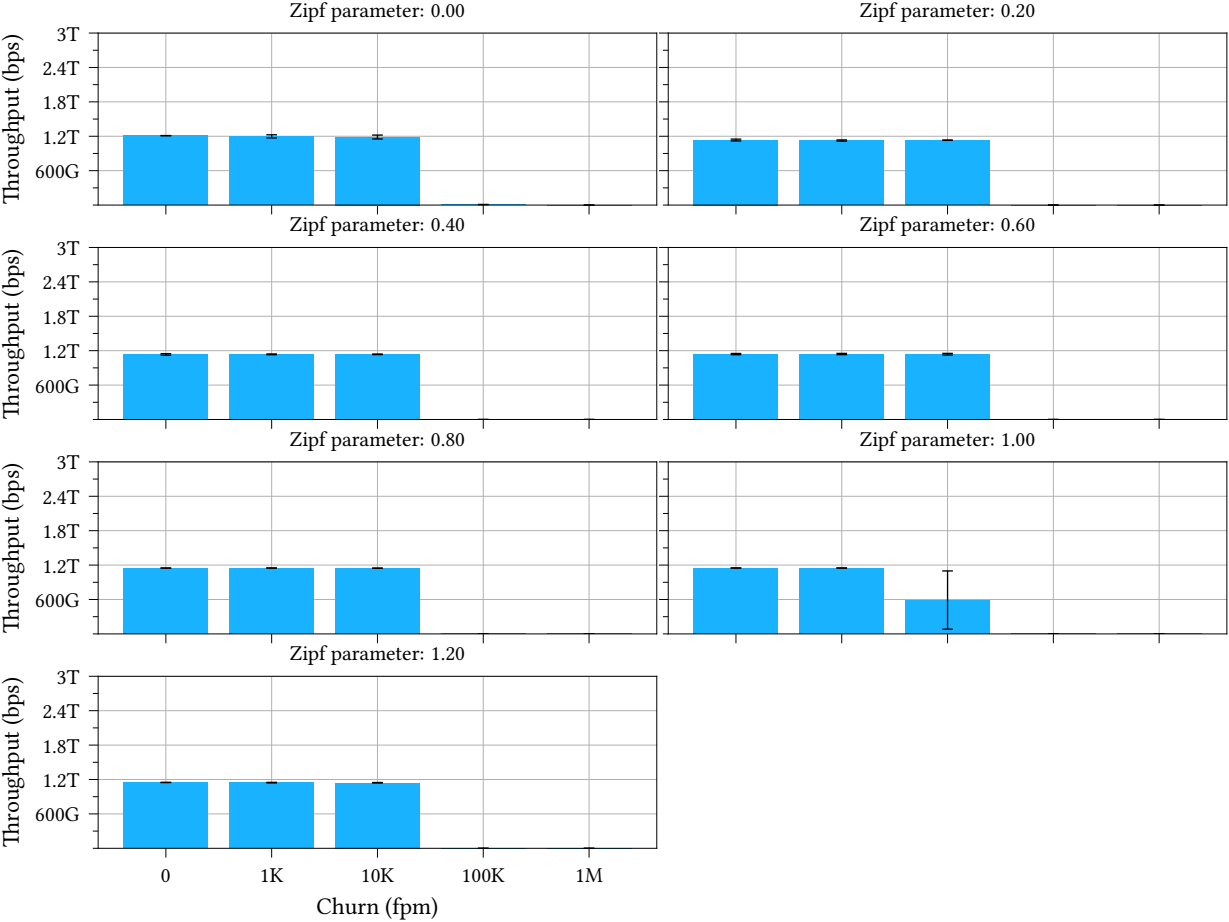 Zipf parameter: 0.00
Zipf parameter: 0.20
Throughput (bps)
3T
2.4T
1.8T
1.2T
600G
Zipf parameter: 0.40
Zipf parameter: 0.60
Throughput (bps)
3T
2.4T
1.8T
1.2T
600G
Zipf parameter: 0.80
Zipf parameter: 1.00
Throughput (bps)
3T
2.4T
1.8T
1.2T
600G
Zipf parameter: 1.20
Throughput (bps)
3T
2.4T
1.8T
1.2T
600G
0 1K 10K 100K 1M
Churn (fpm)